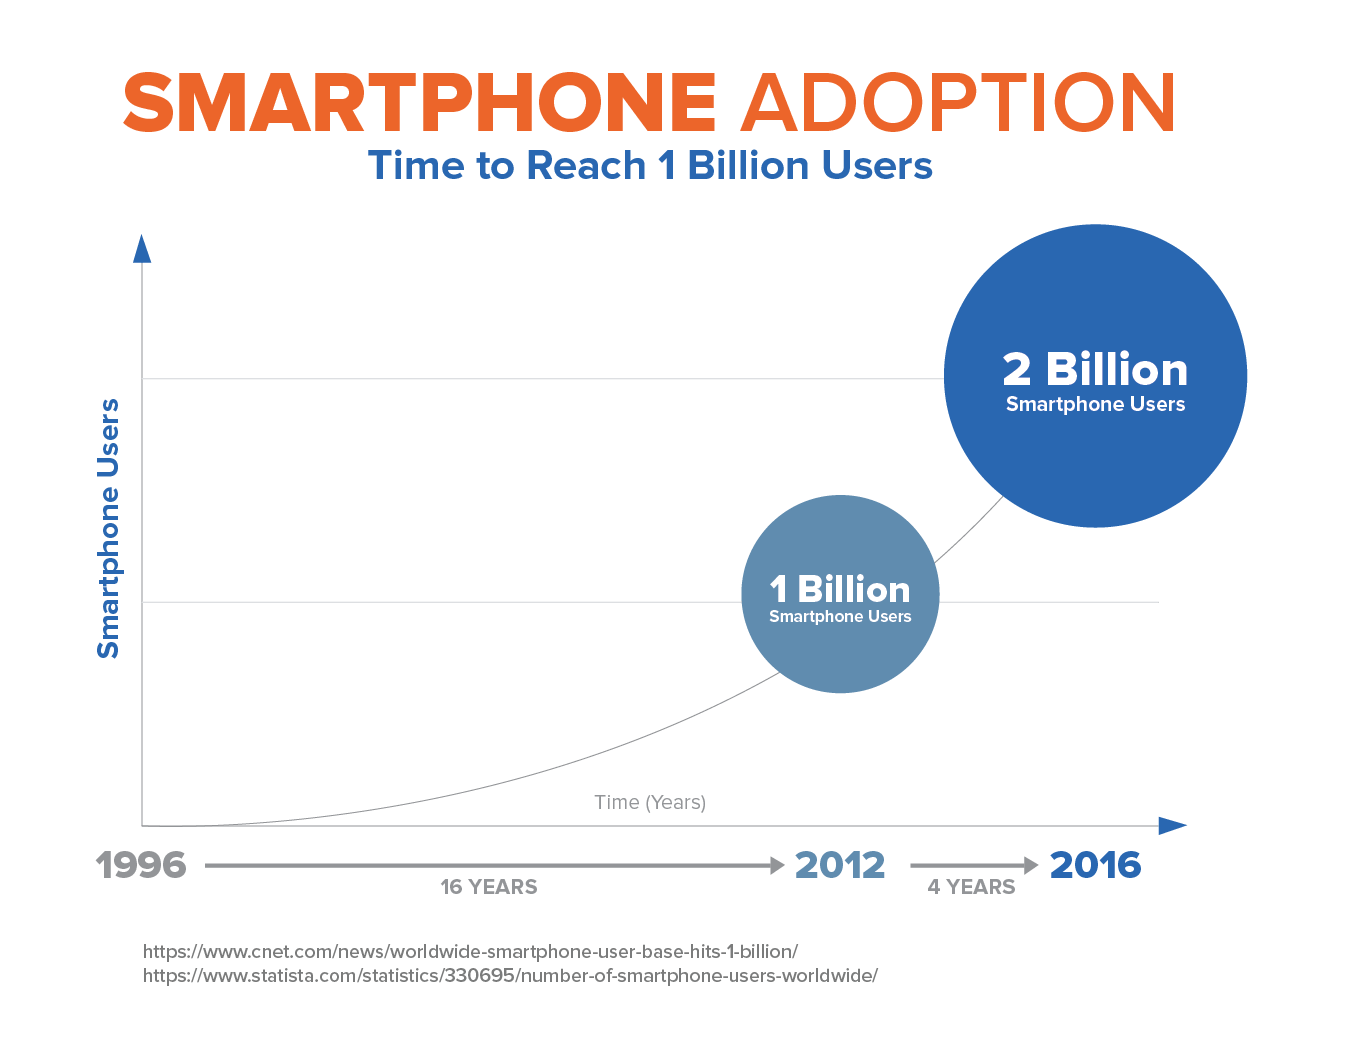 SMARTPHONE ADOPTION
Time to Reach 1 Billion Users
Smartphone Users
2 Billion
Smartphone Users
1 Billion
Smartphone Users
Time (Years)
1996
16 YEARS
2012
4 YEARS
2016
https://www.cnet.com/news/worldwide-smartphone-user-base-hits-1-billion/
https://www.statista.com/statistics/330695/number-of-smartphone-users-worldwide/